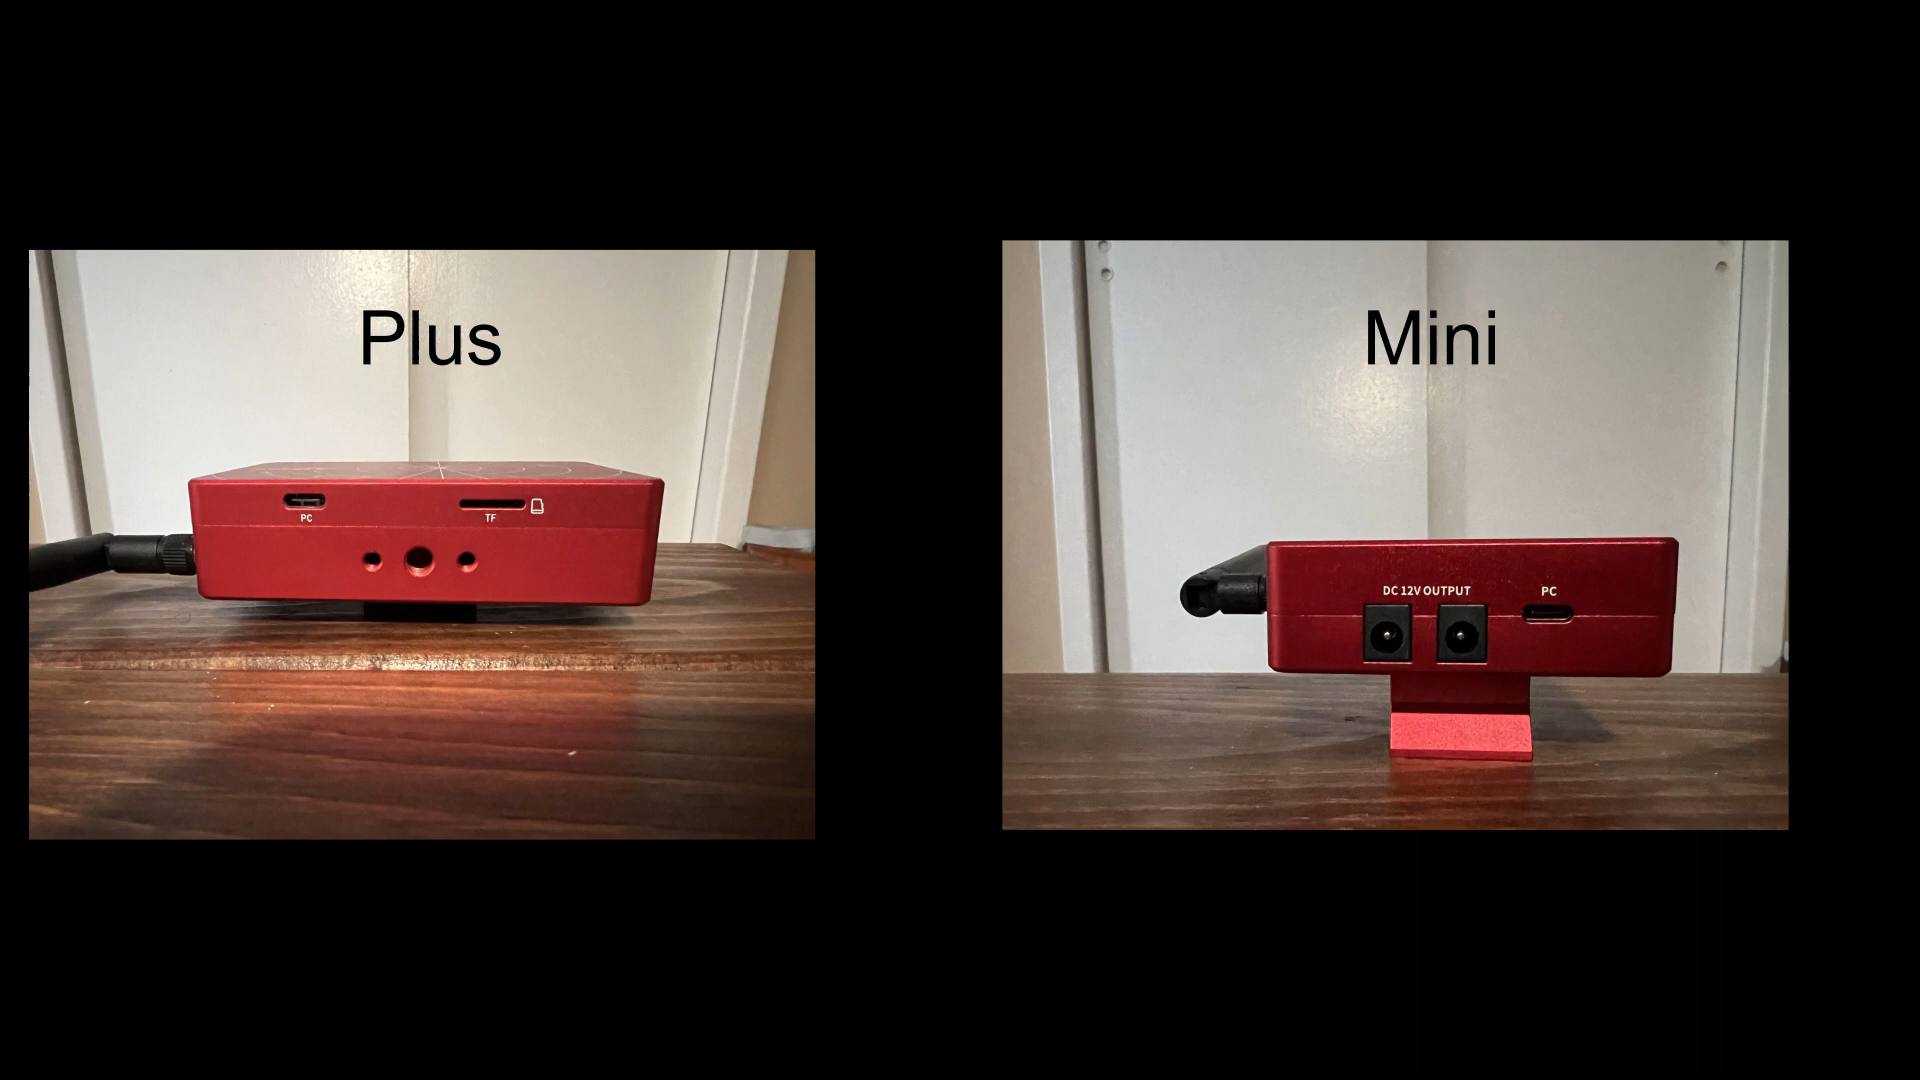 Plus
PC
TF
Mini
DC 12V OUTPUT
PC